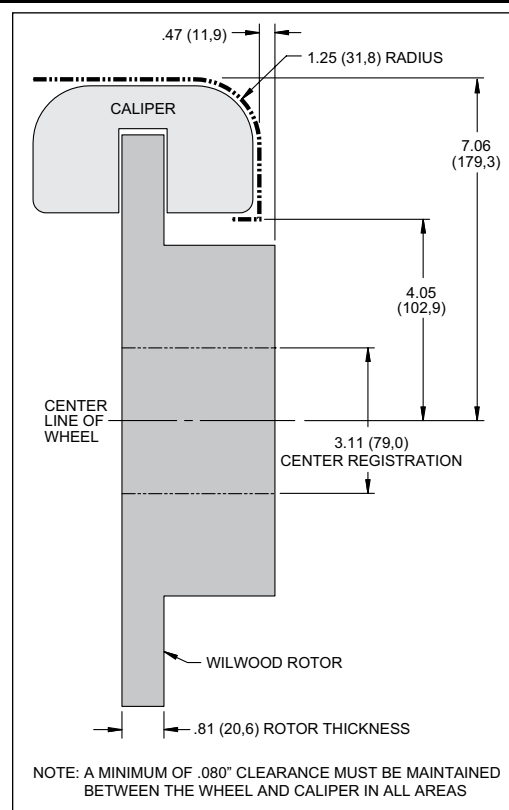 .47 (11,9)
1.25 (31,8) RADIUS
CALIPER
7.06
(179,3)
4.05
(102,9)
CENTER
LINE OF
WHEEL
3.11 (79,0)
CENTER REGISTRATION
WILWOOD ROTOR
.81 (20,6) ROTOR THICKNESS
NOTE: A MINIMUM OF .080" CLEARANCE MUST BE MAINTAINED
BETWEEN THE WHEEL AND CALIPER IN ALL AREAS